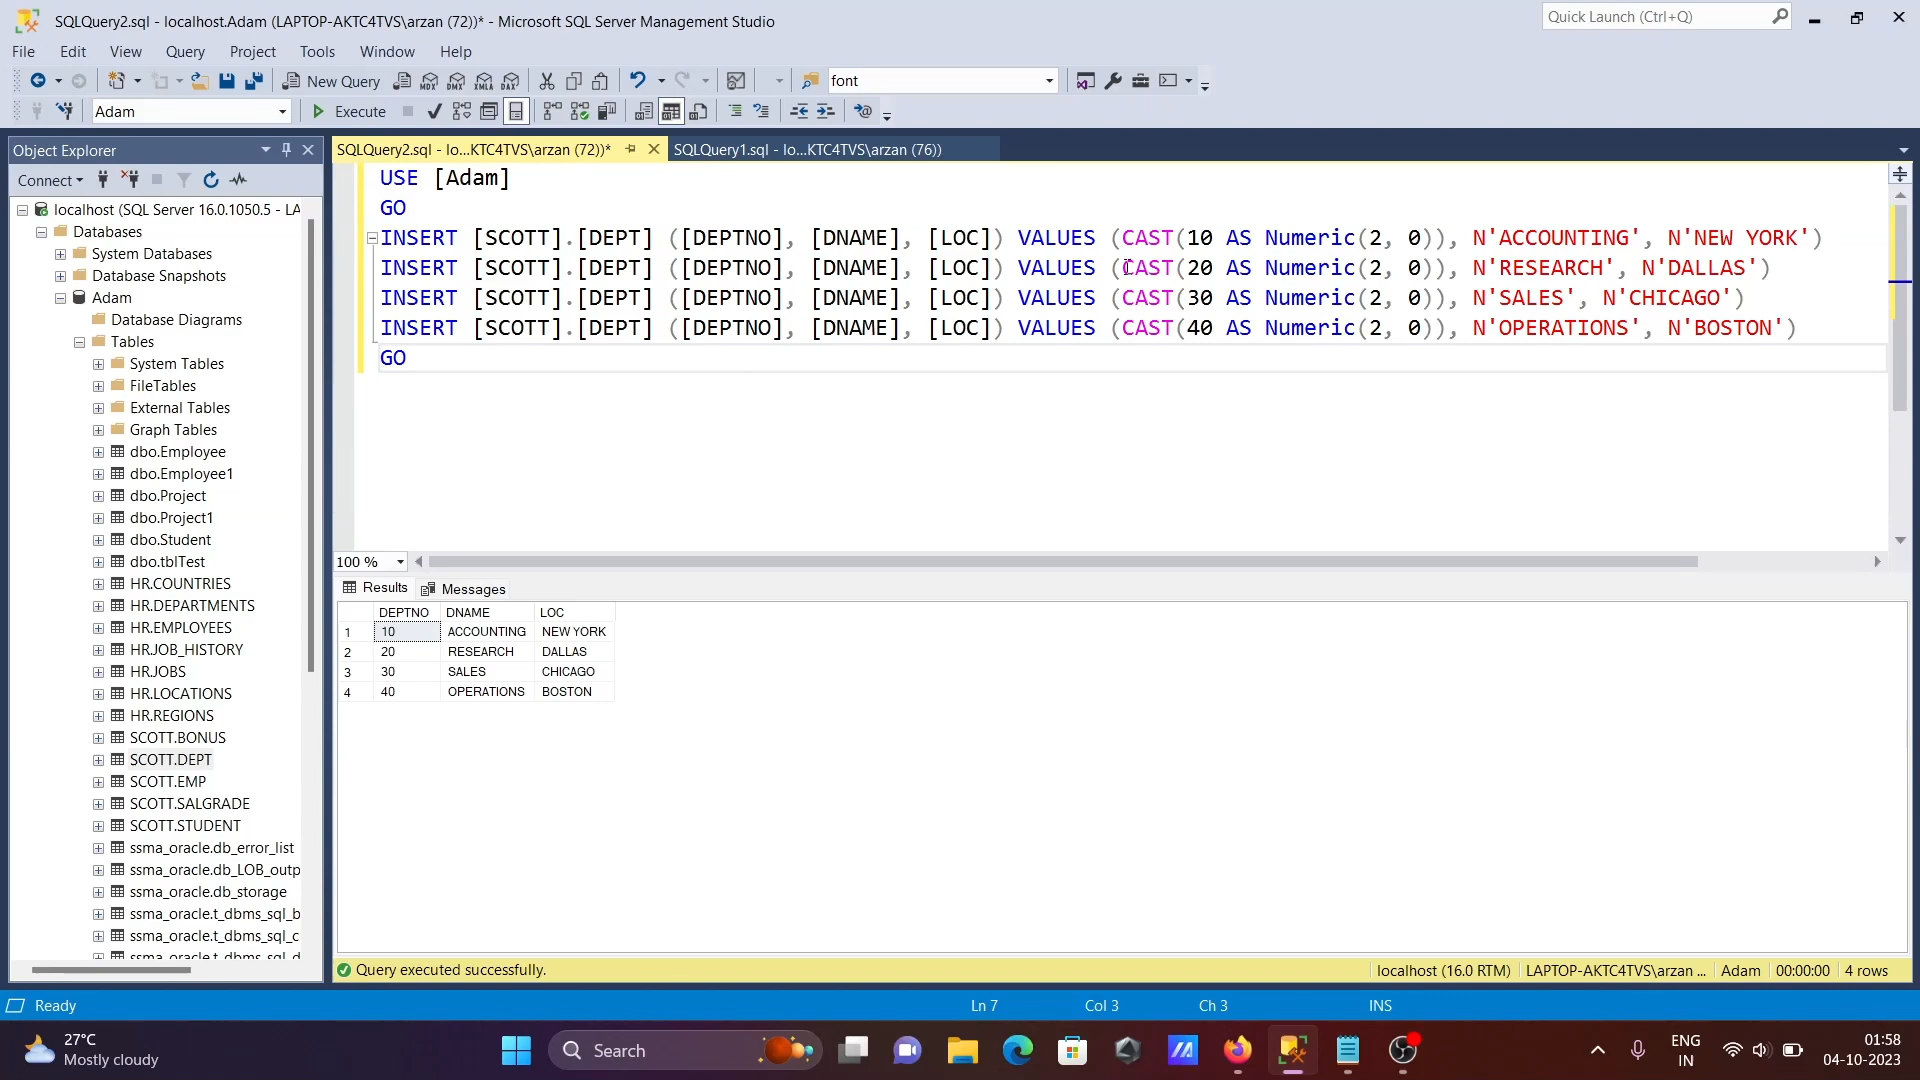 SQLQuery2.sql - localhost.Adam (LAPTOP-AKTC4TVS\arzan (72))* - Microsoft SQL Server Management Studio
Quick Launch (Ctrl+Q)
File Edit View Query Project Tools Window Help
New Query MDX DMX XMLA DAX font
Adam Execute
Object Explorer
SQLQuery2.sql - lo...KTC4TVS\arzan (72))* SQLQuery1.sql - lo...KTC4TVS\arzan (76))
Connect
localhost (SQL Server 16.0.1050.5 - LA
Databases
System Databases
Database Snapshots
Adam
Database Diagrams
Tables
System Tables
FileTables
External Tables
Graph Tables
dbo.Employee
dbo.Employee1
dbo.Project
dbo.Project1
dbo.Student
dbo.tblTest
HR.COUNTRIES
HR.DEPARTMENTS
HR.EMPLOYEES
HR.JOB_HISTORY
HR.JOBS
HR.LOCATIONS
HR.REGIONS
SCOTT.BONUS
SCOTT.DEPT
SCOTT.EMP
SCOTT.SALGRADE
SCOTT.STUDENT
ssma_oracle.db_error_list
ssma_oracle.db_LOB_outp
ssma_oracle.db_storage
ssma_oracle.t_dbms_sql_b
ssma_oracle.t_dbms_sql_c
ssma_oracle.t_dbms_sql_d
USE [Adam]
GO
INSERT [SCOTT].[DEPT] ([DEPTNO], [DNAME], [LOC]) VALUES (CAST(10 AS Numeric(2, 0)), N'ACCOUNTING', N'NEW YORK')
INSERT [SCOTT].[DEPT] ([DEPTNO], [DNAME], [LOC]) VALUES (CAST(20 AS Numeric(2, 0)), N'RESEARCH', N'DALLAS')
INSERT [SCOTT].[DEPT] ([DEPTNO], [DNAME], [LOC]) VALUES (CAST(30 AS Numeric(2, 0)), N'SALES', N'CHICAGO')
INSERT [SCOTT].[DEPT] ([DEPTNO], [DNAME], [LOC]) VALUES (CAST(40 AS Numeric(2, 0)), N'OPERATIONS', N'BOSTON')
GO
100 %
Results Messages
DEPTNO DNAME LOC
1 10 ACCOUNTING NEW YORK
2 20 RESEARCH DALLAS
3 30 SALES CHICAGO
4 40 OPERATIONS BOSTON
Query executed successfully. localhost (16.0 RTM) LAPTOP-AKTC4TVS\arzan ... Adam 00:00:00 4 rows
Ready Ln 7 Col 3 Ch 3 INS
27°C
Mostly cloudy
Search
ENG
IN
01:58
04-10-2023